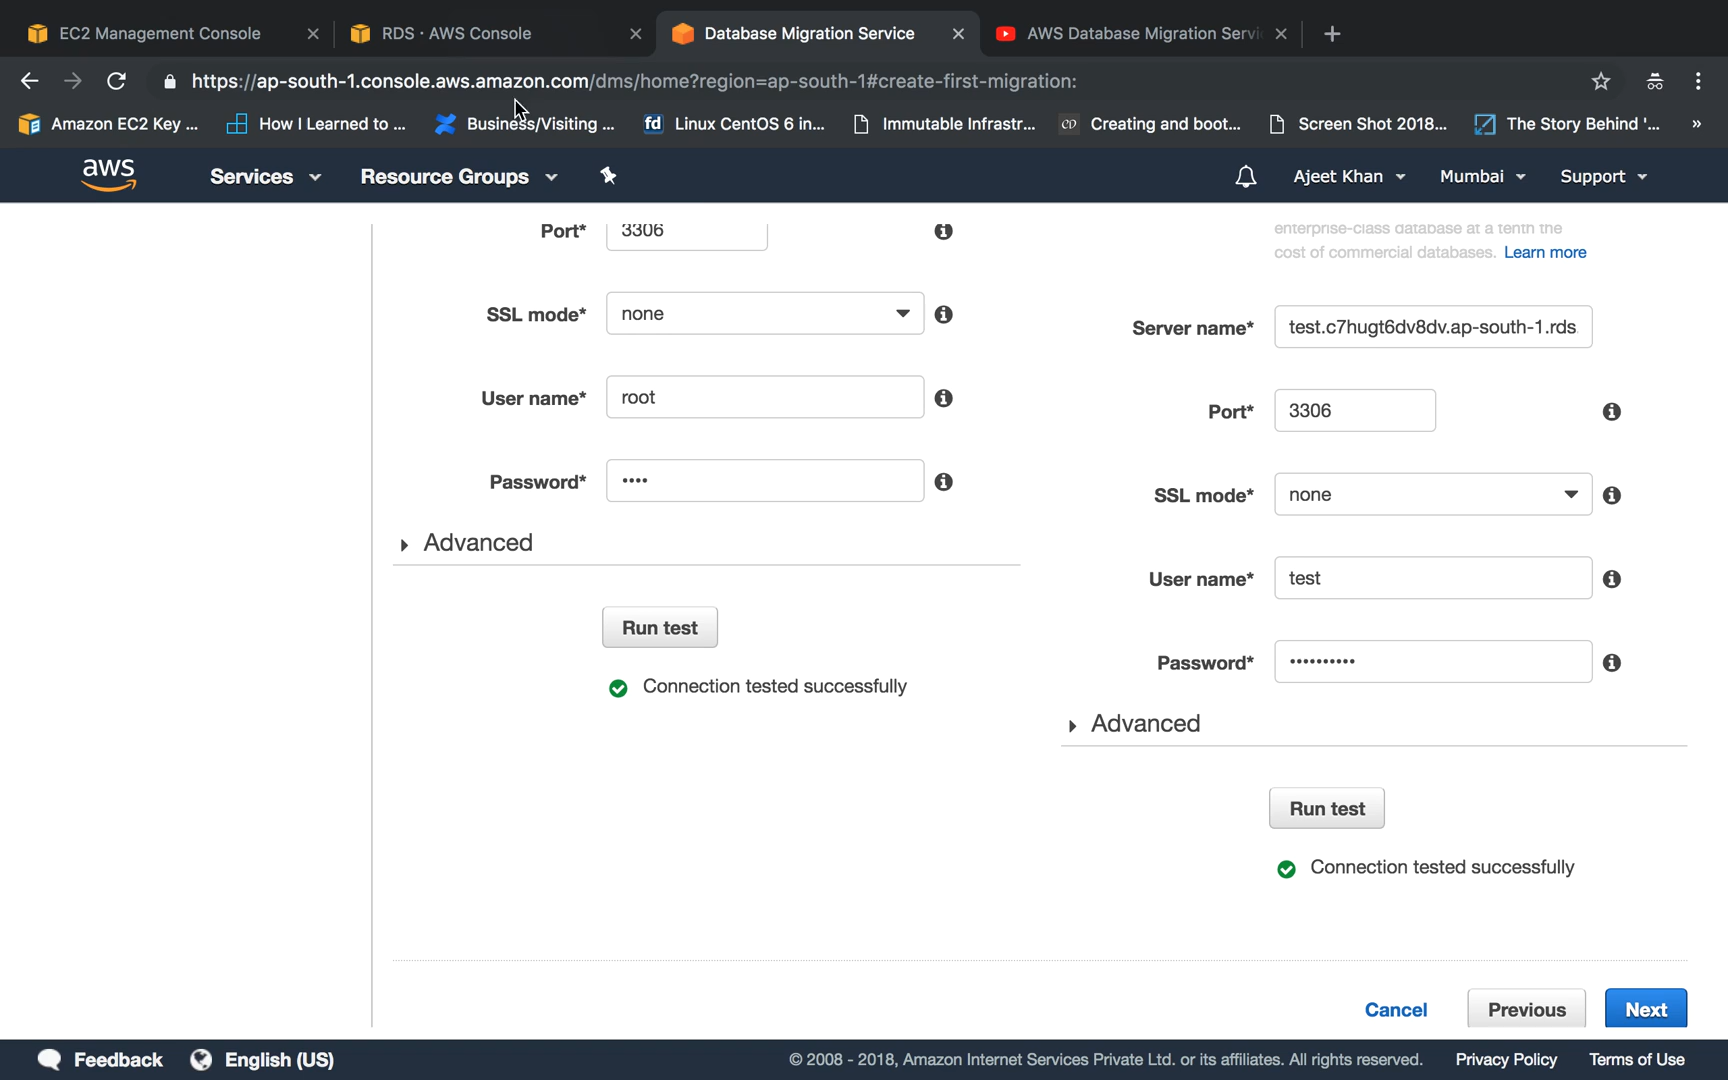 EC2 Management Console
RDS · AWS Console
Database Migration Service
AWS Database Migration Servi
https://ap-south-1.console.aws.amazon.com/dms/home?region=ap-south-1#create-first-migration:
Amazon EC2 Key ...
How I Learned to ...
Business/Visiting ...
fd Linux CentOS 6 in...
Immutable Infrastr...
CD Creating and boot...
Screen Shot 2018...
The Story Behind '...
»
aws
Services
Resource Groups
Ajeet Khan
Mumbai
Support
Port* 3306
SSL mode* none
User name* root
Password* ••••
Advanced
Run test
Connection tested successfully
enterprise-class database at a tenth the
cost of commercial databases. Learn more
Server name* test.c7hugt6dv8dv.ap-south-1.rds
Port* 3306
SSL mode* none
User name* test
Password* ••••••••••
Advanced
Run test
Connection tested successfully
Cancel Previous Next
Feedback English (US) © 2008 - 2018, Amazon Internet Services Private Ltd. or its affiliates. All rights reserved. Privacy Policy Terms of Use